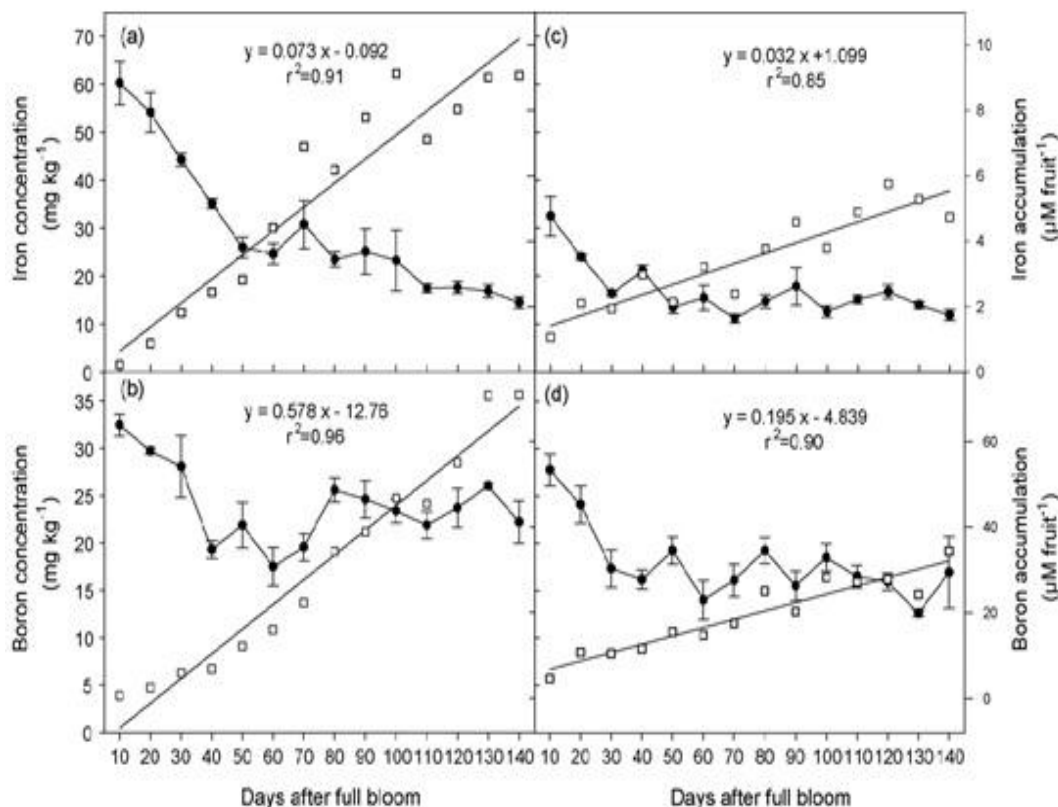 (a)
y = 0.073 x - 0.092
r²=0.91
(c)
y = 0.032 x +1.099
r²=0.85
70
60
50
40
30
20
10
0
Iron concentration
(mg kg⁻¹)
10
8
6
4
2
0
Iron accumulation
(µM fruit⁻¹)
(b)
y = 0.578 x - 12.76
r²=0.96
(d)
y = 0.195 x - 4.839
r²=0.90
35
30
25
20
15
10
5
0
Boron concentration
(mg kg⁻¹)
60
40
20
0
Boron accumulation
(µM fruit⁻¹)
10 20 30 40 50 60 70 80 90 100 110 120 130 140
10 20 30 40 50 60 70 80 90 100 110 120 130 140
Days after full bloom
Days after full bloom